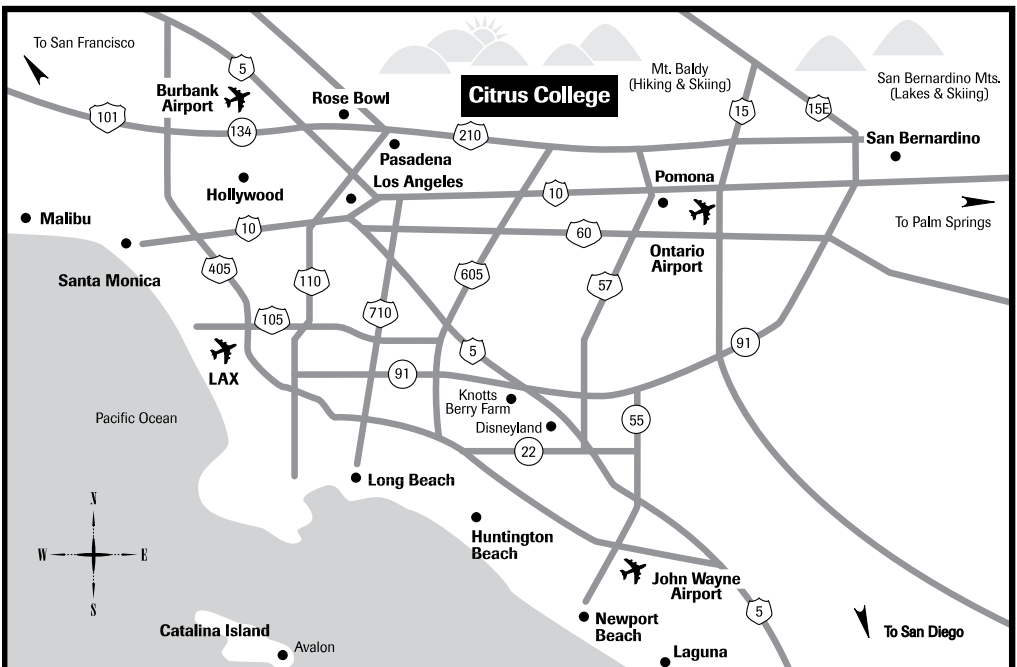 To San Francisco
5
Burbank
Airport
Rose Bowl
Citrus College
Mt. Baldy
(Hiking & Skiing)
San Bernardino Mts.
(Lakes & Skiing)
101
134
210
15
15E
San Bernardino
Pasadena
Hollywood
Los Angeles
10
Pomona
Malibu
10
60
To Palm Springs
Santa Monica
405
110
605
57
Ontario
Airport
105
710
5
91
LAX
91
Knotts
Berry Farm
Disneyland
55
Pacific Ocean
22
Long Beach
N
W
E
S
Huntington
Beach
John Wayne
Airport
5
Newport
Beach
To San Diego
Catalina Island
Avalon
Laguna